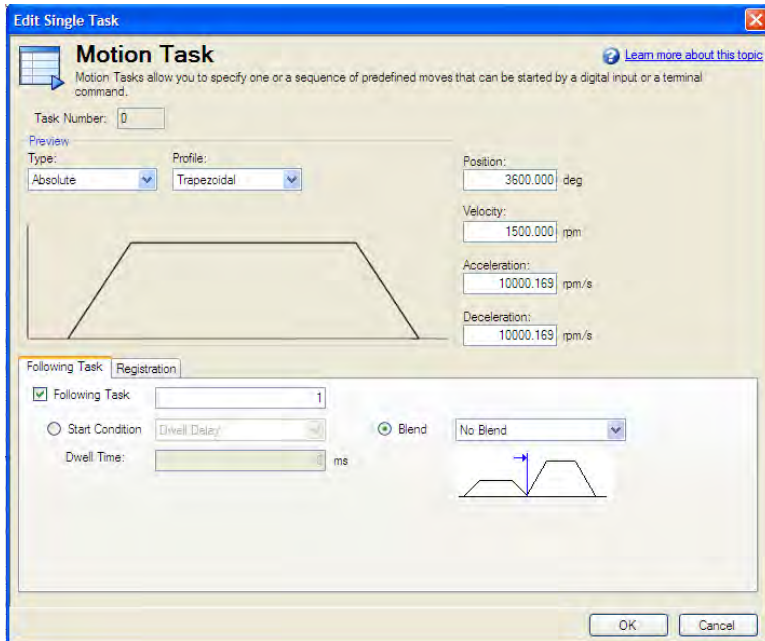 Edit Single Task
Motion Task
Learn more about this topic
Motion Tasks allow you to specify one or a sequence of predefined moves that can be started by a digital input or a terminal
command.
Task Number: 0
Preview
Type: Profile:
Absolute Trapezoidal
Position:
3600.000 deg
Velocity:
1500.000 rpm
Acceleration:
10000.169 rpm/s
Deceleration:
10000.169 rpm/s
Following Task Registration
Following Task 1
Start Condition Dwell Delay Blend No Blend
Dwell Time: ms
OK Cancel